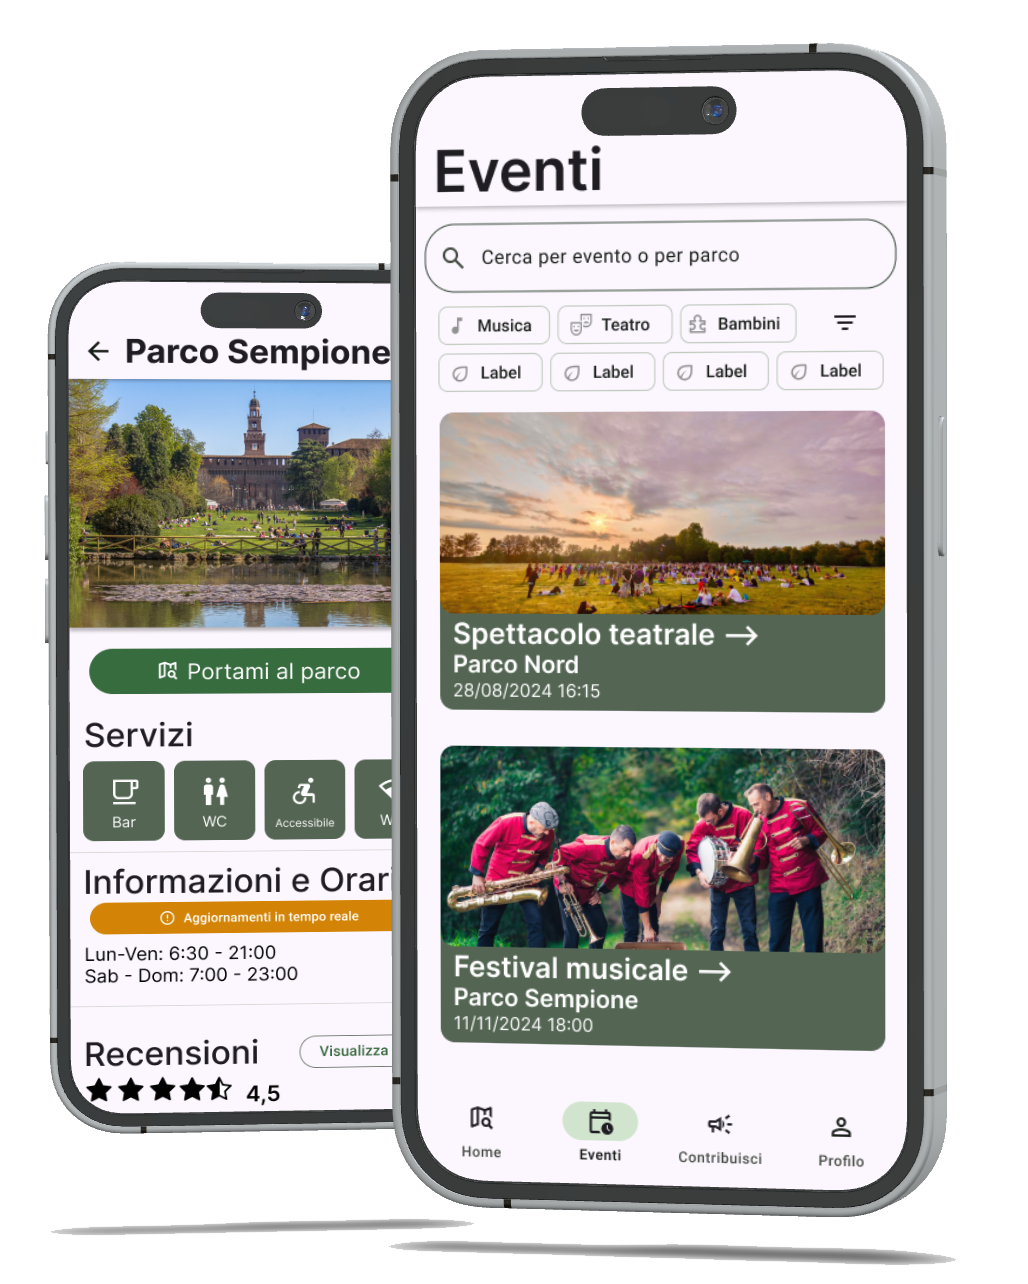 Eventi
Cerca per evento o per parco
Musica
Teatro
Bambini
Label
Label
Label
Label
Spettacolo teatrale
Parco Nord
28/08/2024 16:15
Festival musicale
Parco Sempione
11/11/2024 18:00
Home
Eventi
Contribuisci
Profilo
Parco Sempione
Portami al parco
Servizi
Bar
WC
Accessibile
Informazioni e Orari
Aggiornamenti in tempo reale
Lun-Ven: 6:30 - 21:00
Sab - Dom: 7:00 - 23:00
Recensioni
Visualizza
4,5